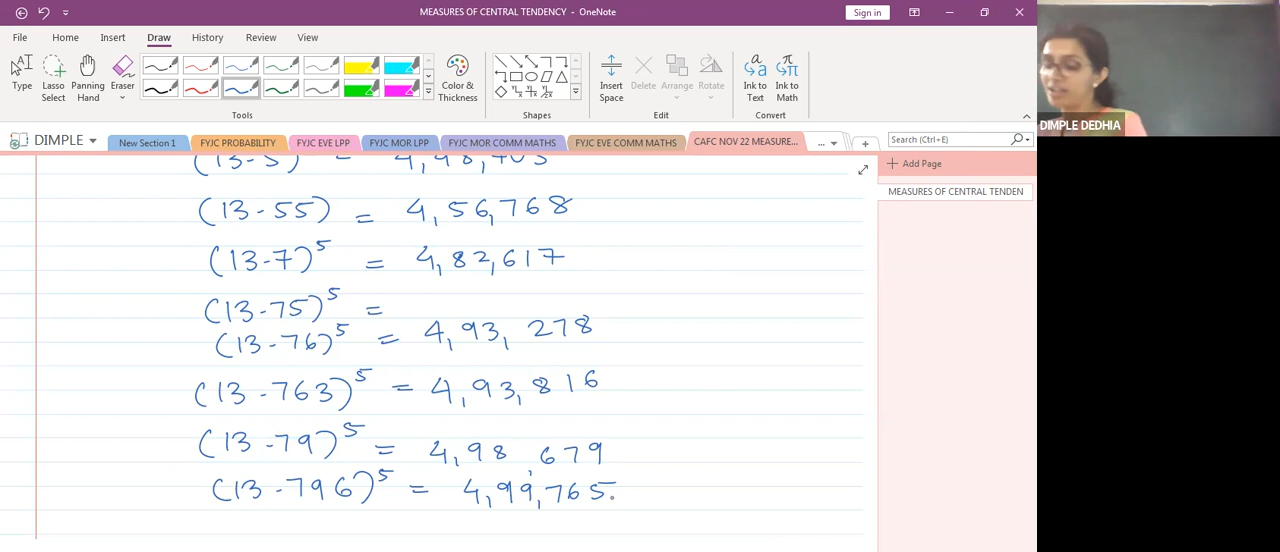 MEASURES OF CENTRAL TENDENCY - OneNote
Sign in
File Home Insert Draw History Review View
Type
Lasso Select
Panning Hand
Eraser
Color & Thickness
Insert Space
Delete
Arrange
Rotate
Ink to Text
Ink to Math
Tools
Shapes
Edit
Convert
DIMPLE
New Section 1
FYJC PROBABILITY
FYJC EVE LPP
FYJC MOR LPP
FYJC MOR COMM MATHS
FYJC EVE COMM MATHS
CAFC NOV 22 MEASURE...
...
Search (Ctrl+E)
DIMPLE DEDHIA
Add Page
MEASURES OF CENTRAL TENDEN
(13-55) = 4,56,768
(13-7)^5 = 4,82,617
(13-75)^5 =
(13-76)^5 = 4,93,278
(13-763)^5 = 4,93,816
(13-79)^5 = 4,98,679
(13-796)^5 = 4,99,765